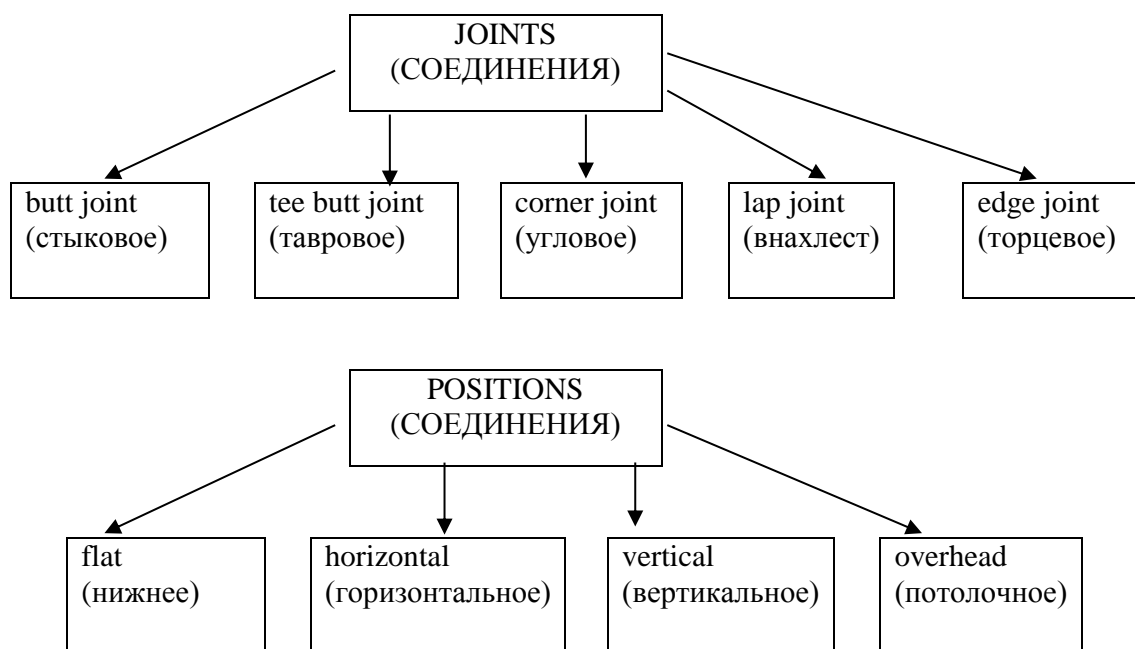 JOINTS
(СОЕДИНЕНИЯ)
butt joint
(стыковое)
tee butt joint
(тавровое)
corner joint
(угловое)
lap joint
(внахлест)
edge joint
(торцевое)
POSITIONS
(СОЕДИНЕНИЯ)
flat
(нижнее)
horizontal
(горизонтальное)
vertical
(вертикальное)
overhead
(потолочное)